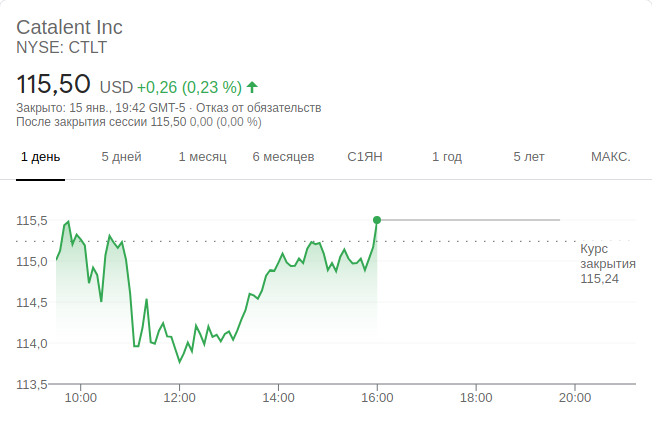 Catalent Inc
NYSE: CTLT
115,50 USD +0,26 (0,23 %)
Закрыто: 15 янв., 19:42 GMT-5 · Отказ от обязательств
После закрытия сессии 115,50 0,00 (0,00 %)
1 день 5 дней 1 месяц 6 месяцев С1ЯН 1 год 5 лет МАКС.
115,5
115,0
114,5
114,0
113,5
Курс
закрытия
115,24
10:00 12:00 14:00 16:00 18:00 20:00